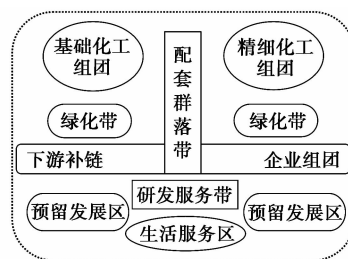 基础化工
组团
配套群落带
精细化工
组团
绿化带
绿化带
下游补链
企业组团
研发服务带
预留发展区
预留发展区
生活服务区